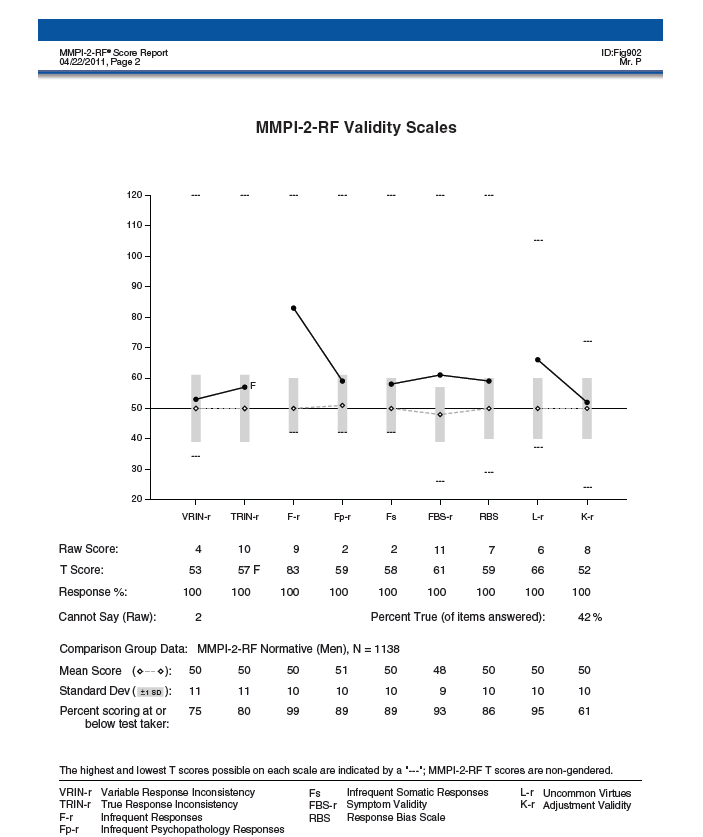 MMPI-2-RF® Score Report ID:Fig902
04/22/2011, Page 2 Mr. P
MMPI-2-RF Validity Scales
120 --- --- --- --- --- --- ---
110
---
100
90
80
70 ---
60
F
50
40 --- --- ---
--- ---
30 ---
--- ---
20
VRIN-r TRIN-r F-r Fp-r Fs FBS-r RBS L-r K-r
Raw Score: 4 10 9 2 2 11 7 6 8
T Score: 53 57 F 83 59 58 61 59 66 52
Response %: 100 100 100 100 100 100 100 100 100
Cannot Say (Raw): 2 Percent True (of items answered): 42 %
Comparison Group Data: MMPI-2-RF Normative (Men), N = 1138
Mean Score (◇---◇): 50 50 50 51 50 48 50 50 50
Standard Dev ( ±1 SD ): 11 11 10 10 10 9 10 10 10
Percent scoring at or 75 80 99 89 89 93 86 95 61
below test taker:
The highest and lowest T scores possible on each scale are indicated by a "---"; MMPI-2-RF T scores are non-gendered.
VRIN-r Variable Response Inconsistency Fs Infrequent Somatic Responses L-r Uncommon Virtues
TRIN-r True Response Inconsistency FBS-r Symptom Validity K-r Adjustment Validity
F-r Infrequent Responses RBS Response Bias Scale
Fp-r Infrequent Psychopathology Responses